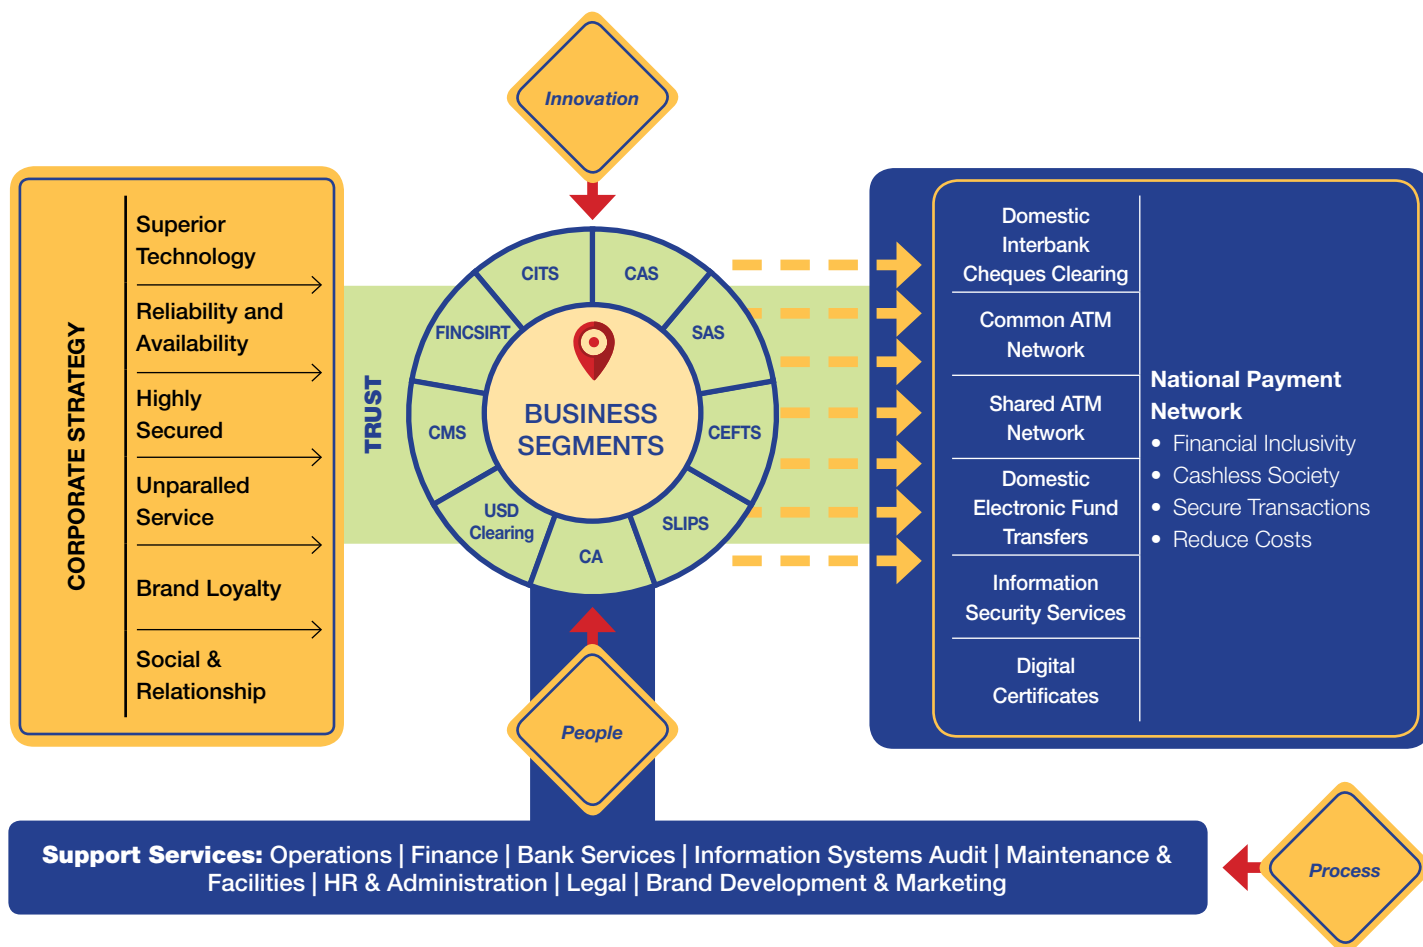 Innovation
CORPORATE STRATEGY
Superior
Technology
Reliability and
Availability
Highly
Secured
Unparalled
Service
Brand Loyalty
Social &
Relationship
TRUST
CITS
CAS
SAS
CEFTS
SLIPS
CA
USD
Clearing
CMS
FINCSIRT
BUSINESS
SEGMENTS
People
Domestic
Interbank
Cheques Clearing
Common ATM
Network
Shared ATM
Network
Domestic
Electronic Fund
Transfers
Information
Security Services
Digital
Certificates
National Payment
Network
• Financial Inclusivity
• Cashless Society
• Secure Transactions
• Reduce Costs
Support Services: Operations | Finance | Bank Services | Information Systems Audit | Maintenance &
Facilities | HR & Administration | Legal | Brand Development & Marketing
Process